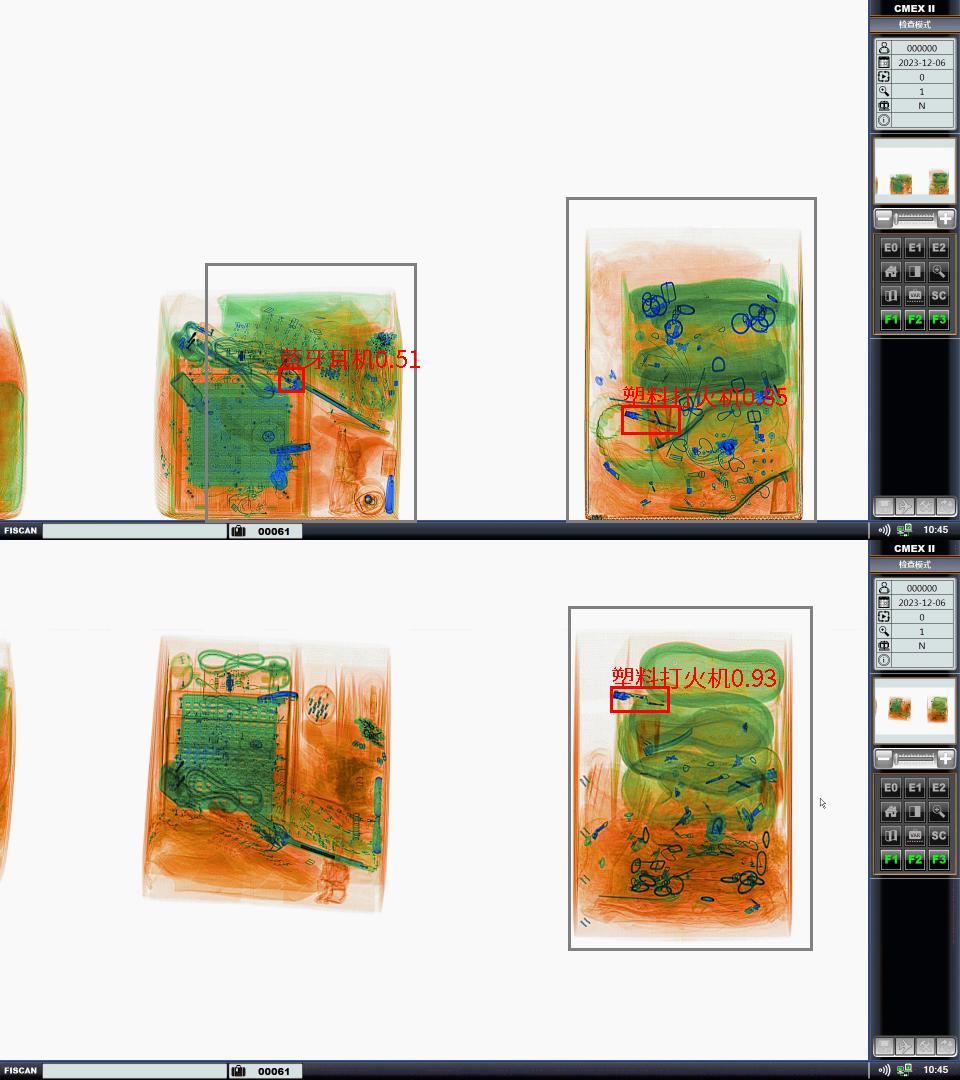 CMEX II
检查模式
000000
2023-12-06
0
1
N
E0 E1 E2
SC
F1 F2 F3
蓝牙耳机0.51
塑料打火机0.85
FISCAN
00061
10:45
CMEX II
检查模式
000000
2023-12-06
0
1
N
E0 E1 E2
SC
F1 F2 F3
塑料打火机0.93
FISCAN
00061
10:45